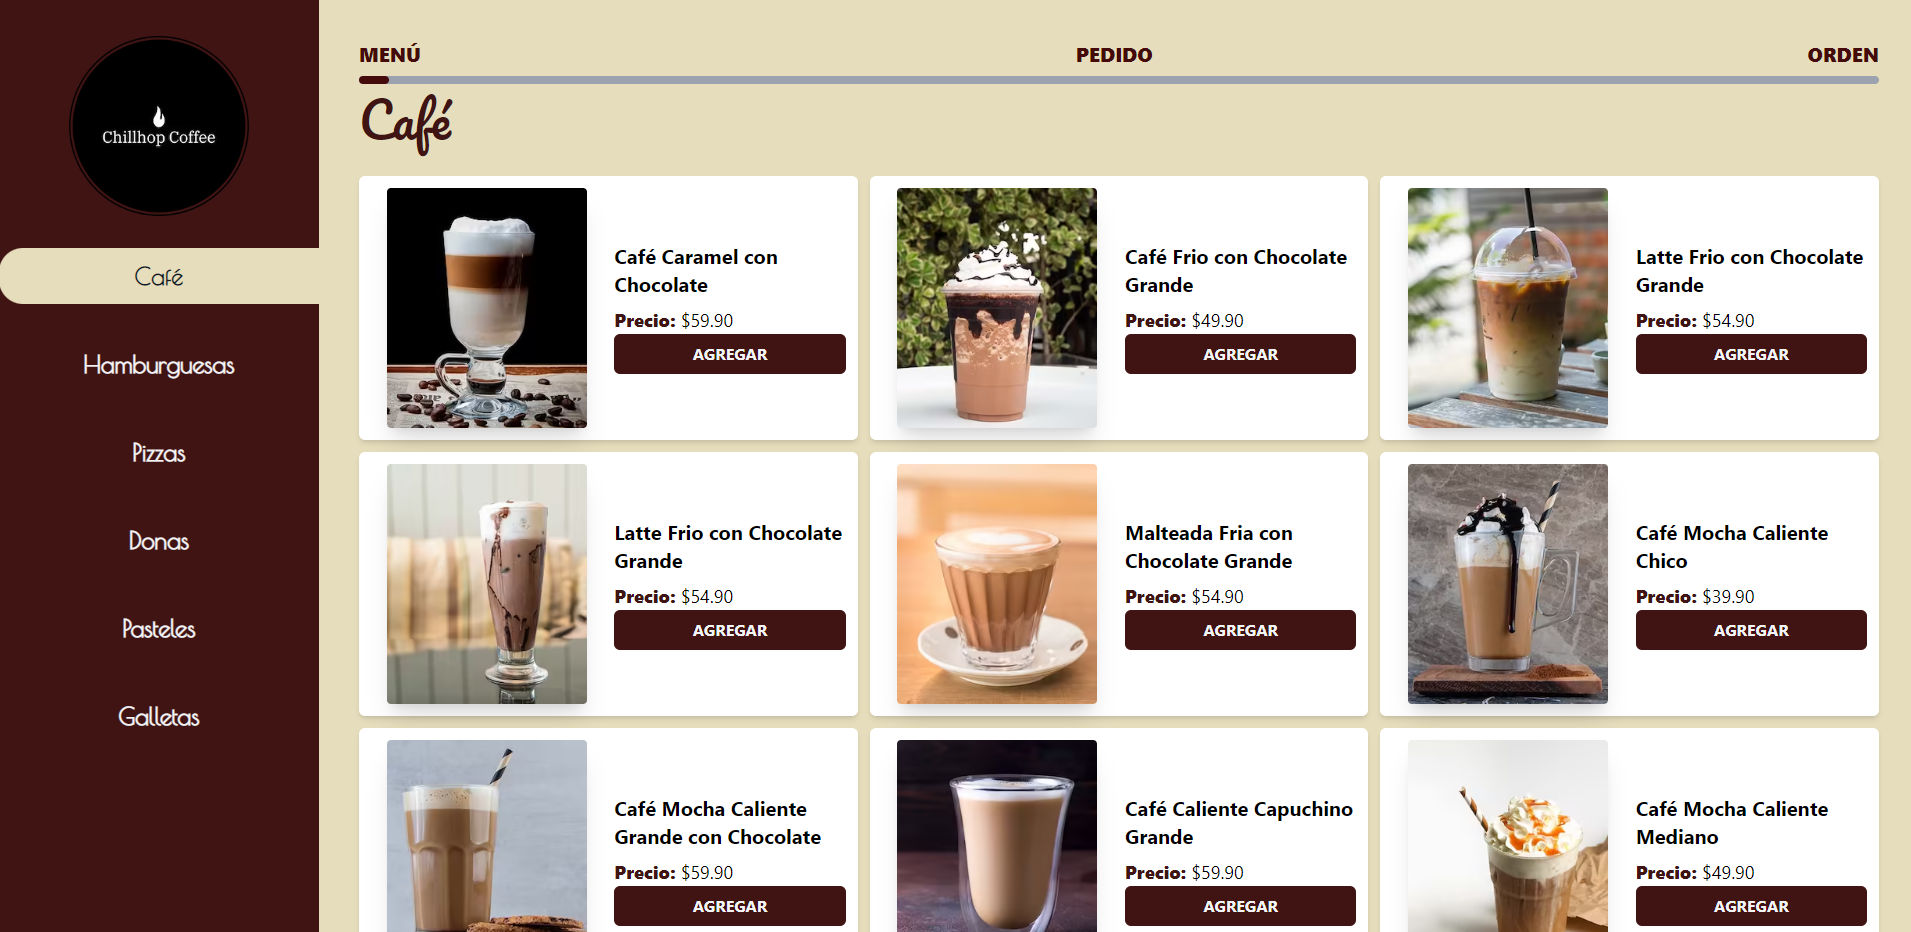 Chillhop Coffee
Café
Hamburguesas
Pizzas
Donas
Pasteles
Galletas
MENÚ
PEDIDO
ORDEN
Café
Café Caramel con
Chocolate
Precio: $59.90
AGREGAR
Café Frio con Chocolate
Grande
Precio: $49.90
AGREGAR
Latte Frio con Chocolate
Grande
Precio: $54.90
AGREGAR
Latte Frio con Chocolate
Grande
Precio: $54.90
AGREGAR
Malteada Fria con
Chocolate Grande
Precio: $54.90
AGREGAR
Café Mocha Caliente
Chico
Precio: $39.90
AGREGAR
Café Mocha Caliente
Grande con Chocolate
Precio: $59.90
AGREGAR
Café Caliente Capuchino
Grande
Precio: $59.90
AGREGAR
Café Mocha Caliente
Mediano
Precio: $49.90
AGREGAR